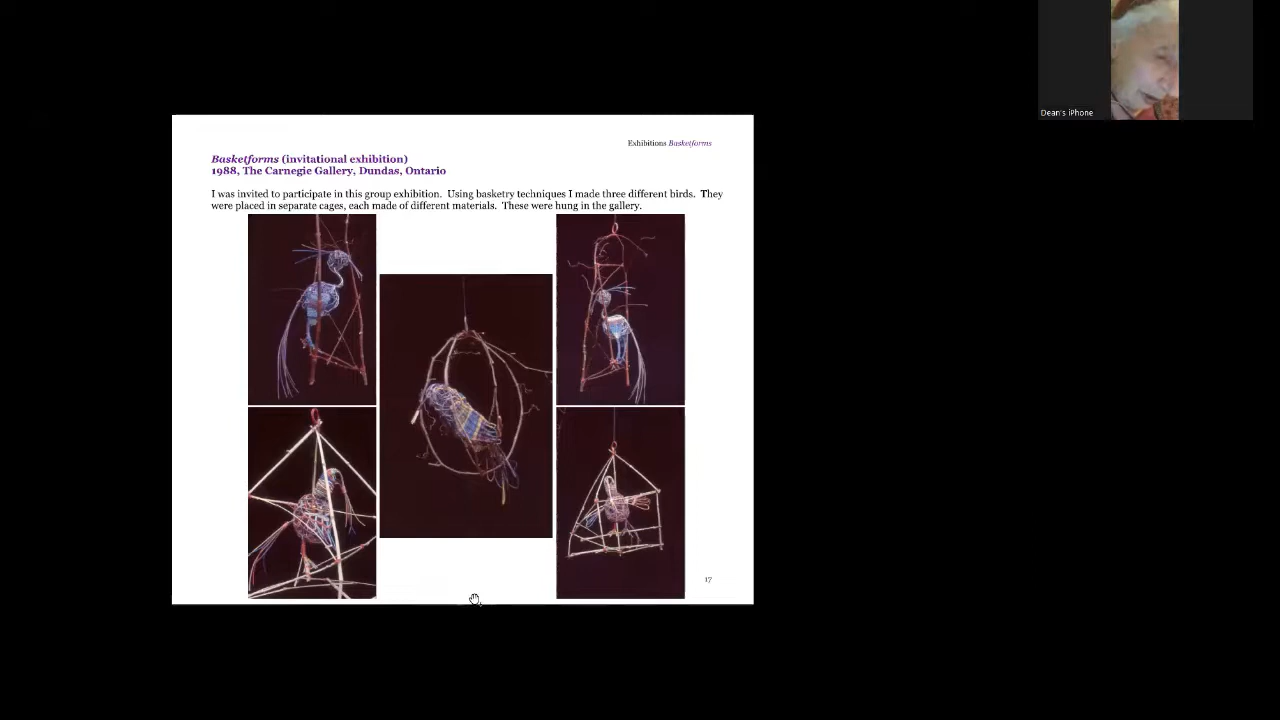 Dean's iPhone
Exhibitions Basketforms
Basketforms (invitational exhibition)
1988, The Carnegie Gallery, Dundas, Ontario
I was invited to participate in this group exhibition. Using basketry techniques I made three different birds. They
were placed in separate cages, each made of different materials. These were hung in the gallery.
17